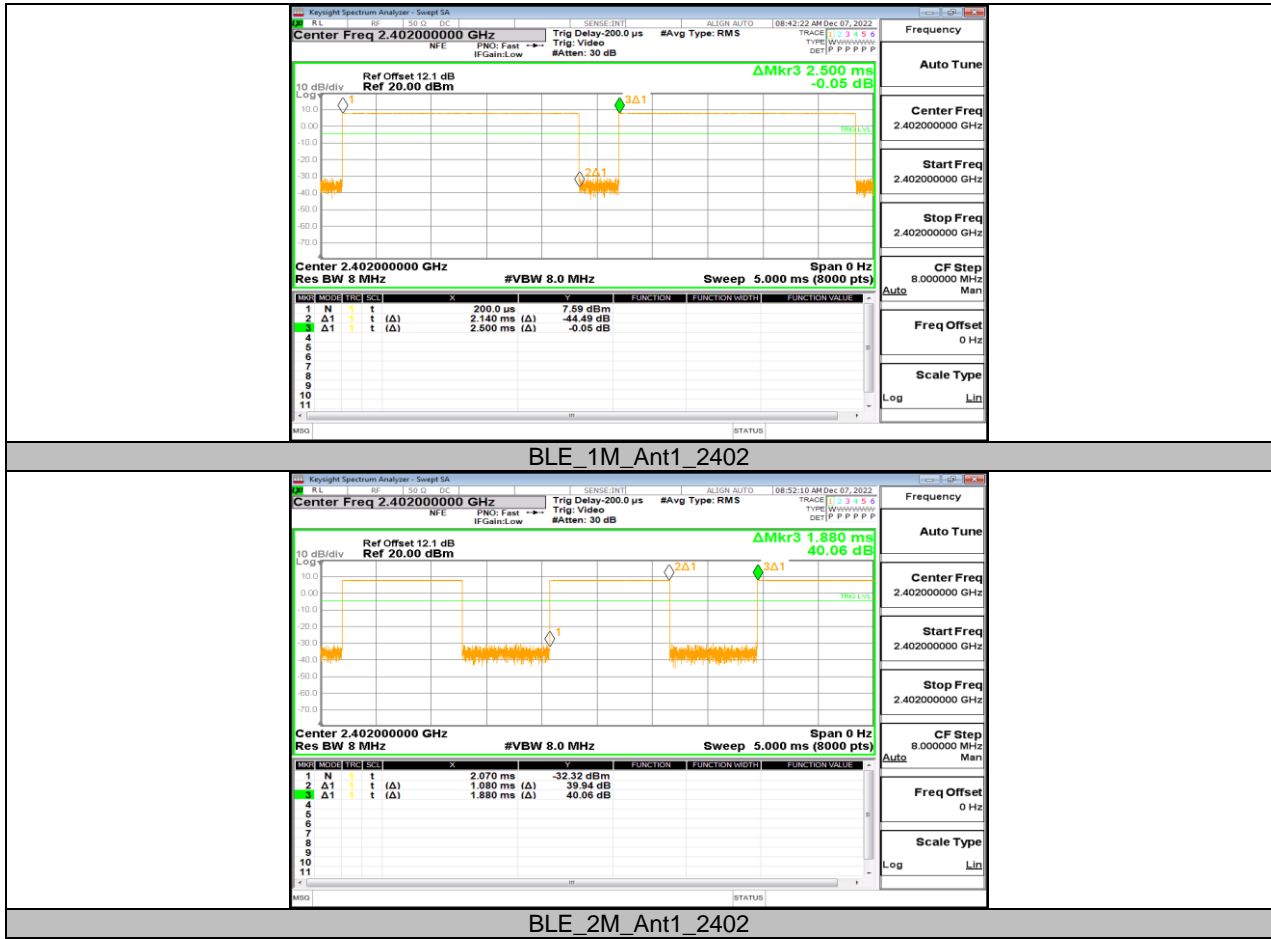 Keysight Spectrum Analyzer - Swept SA
RL RF 50 Ω DC SENSE:INT ALIGN AUTO 08:42:22 AM Dec 07, 2022
Center Freq 2.402000000 GHz Trig Delay-200.0 µs #Avg Type: RMS TRACE 1 2 3 4 5 6
NFE PNO: Fast Trig: Video TYPE WWWWWW
IFGain:Low #Atten: 30 dB DET P P P P P P
Frequency
Auto Tune
Center Freq
2.402000000 GHz
Start Freq
2.402000000 GHz
Stop Freq
2.402000000 GHz
CF Step
8.000000 MHz
Auto Man
Freq Offset
0 Hz
Scale Type
Log Lin
ΔMkr3 2.500 ms
-0.05 dB
Ref Offset 12.1 dB
10 dB/div Ref 20.00 dBm
Log
1
3Δ1
10.0
0.00
TRIG LVL
-10.0
-20.0
2Δ1
-30.0
-40.0
-50.0
-60.0
-70.0
Center 2.402000000 GHz Span 0 Hz
Res BW 8 MHz #VBW 8.0 MHz Sweep 5.000 ms (8000 pts)
MKR MODE TRC SCL X Y FUNCTION FUNCTION WIDTH FUNCTION VALUE
1 N 1 t 200.0 µs 7.59 dBm
2 Δ1 1 t (Δ) 2.140 ms (Δ) -44.49 dB
3 Δ1 1 t (Δ) 2.500 ms (Δ) -0.05 dB
4
5
6
7
8
9
10
11
MSG STATUS
BLE_1M_Ant1_2402
Keysight Spectrum Analyzer - Swept SA
RL RF 50 Ω DC SENSE:INT ALIGN AUTO 08:52:10 AM Dec 07, 2022
Center Freq 2.402000000 GHz Trig Delay-200.0 µs #Avg Type: RMS TRACE 1 2 3 4 5 6
NFE PNO: Fast Trig: Video TYPE WWWWWW
IFGain:Low #Atten: 30 dB DET P P P P P P
Frequency
Auto Tune
Center Freq
2.402000000 GHz
Start Freq
2.402000000 GHz
Stop Freq
2.402000000 GHz
CF Step
8.000000 MHz
Auto Man
Freq Offset
0 Hz
Scale Type
Log Lin
ΔMkr3 1.880 ms
40.06 dB
Ref Offset 12.1 dB
10 dB/div Ref 20.00 dBm
Log
2Δ1
3Δ1
10.0
0.00
TRIG LVL
-10.0
-20.0
1
-30.0
-40.0
-50.0
-60.0
-70.0
Center 2.402000000 GHz Span 0 Hz
Res BW 8 MHz #VBW 8.0 MHz Sweep 5.000 ms (8000 pts)
MKR MODE TRC SCL X Y FUNCTION FUNCTION WIDTH FUNCTION VALUE
1 N 1 t 2.070 ms -32.32 dBm
2 Δ1 1 t (Δ) 1.080 ms (Δ) 39.94 dB
3 Δ1 1 t (Δ) 1.880 ms (Δ) 40.06 dB
4
5
6
7
8
9
10
11
MSG STATUS
BLE_2M_Ant1_2402